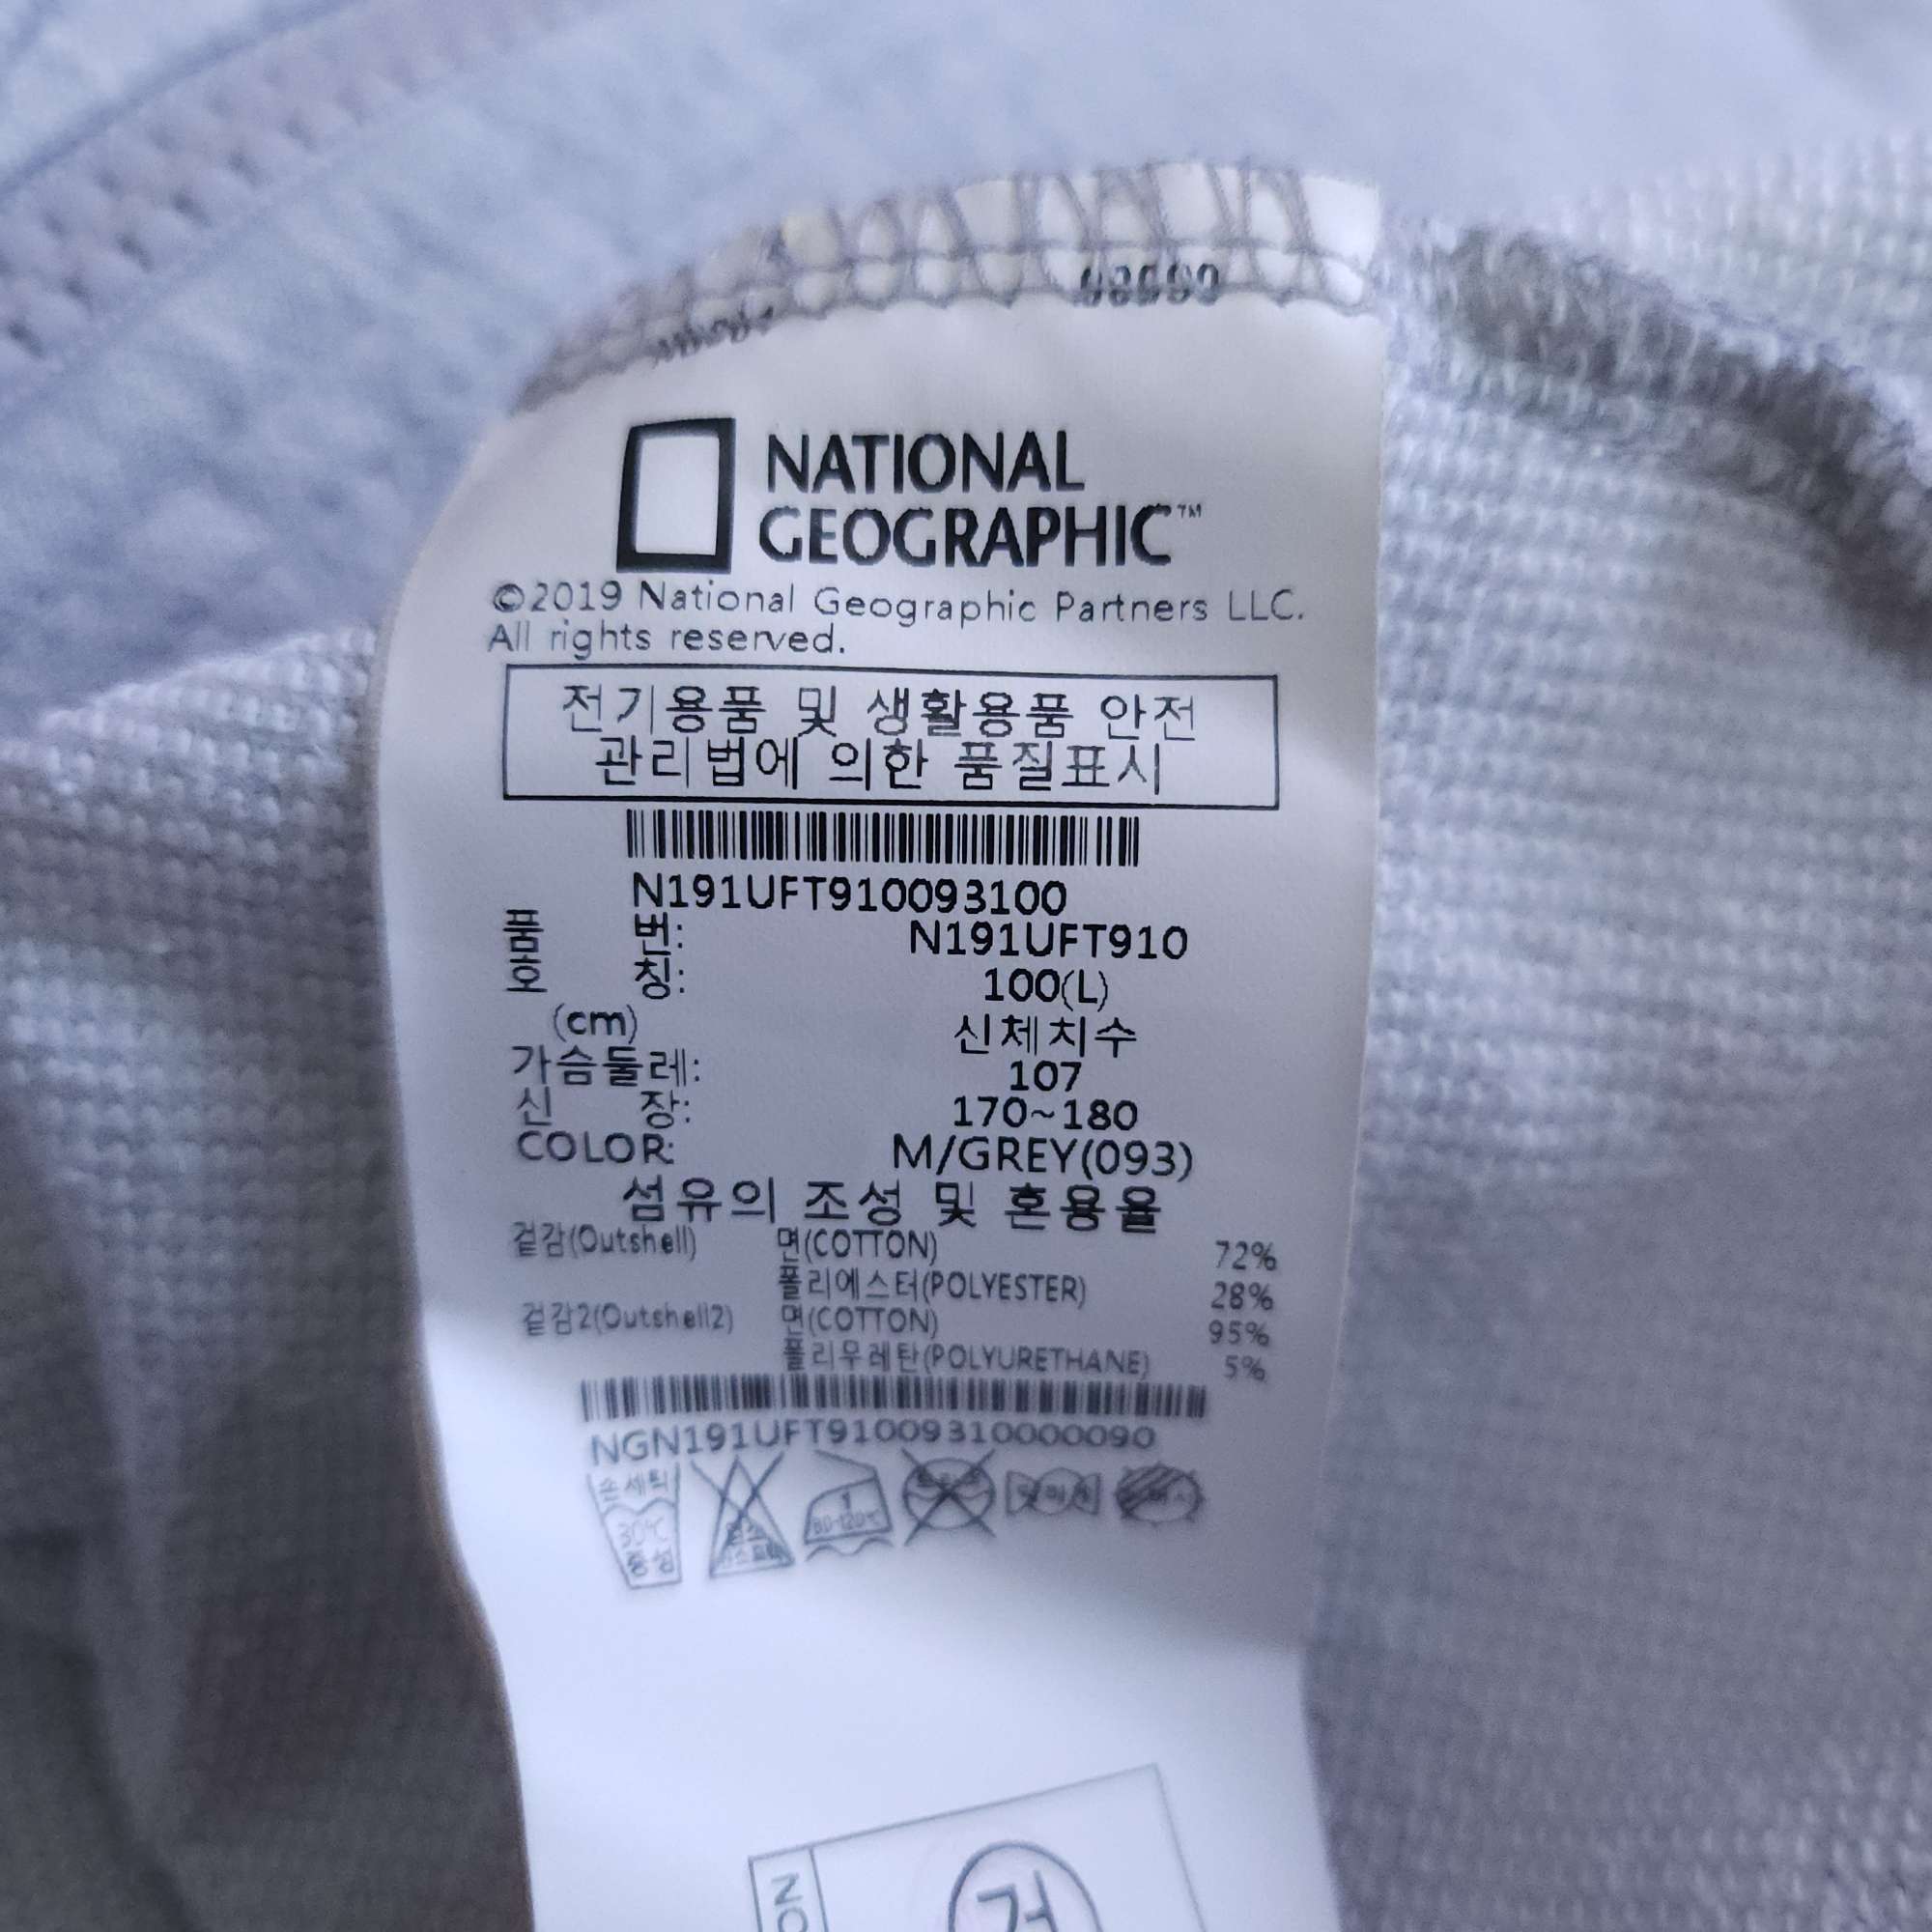 NATIONAL
GEOGRAPHIC™
©2019 National Geographic Partners LLC.
All rights reserved.
전기용품 및 생활용품 안전
관리법에 의한 품질표시
N191UFT910093100
품 번: N191UFT910
호 칭: 100(L)
(cm) 신체치수
가슴둘레: 107
신 장: 170~180
COLOR: M/GREY(093)
섬유의 조성 및 혼용율
겉감(Outshell) 면(COTTON) 72%
폴리에스터(POLYESTER) 28%
겉감2(Outshell2) 면(COTTON) 95%
폴리우레탄(POLYURETHANE) 5%
NGN191UFT91009310000090
손세탁
30℃
중성
1
80-120℃
NO